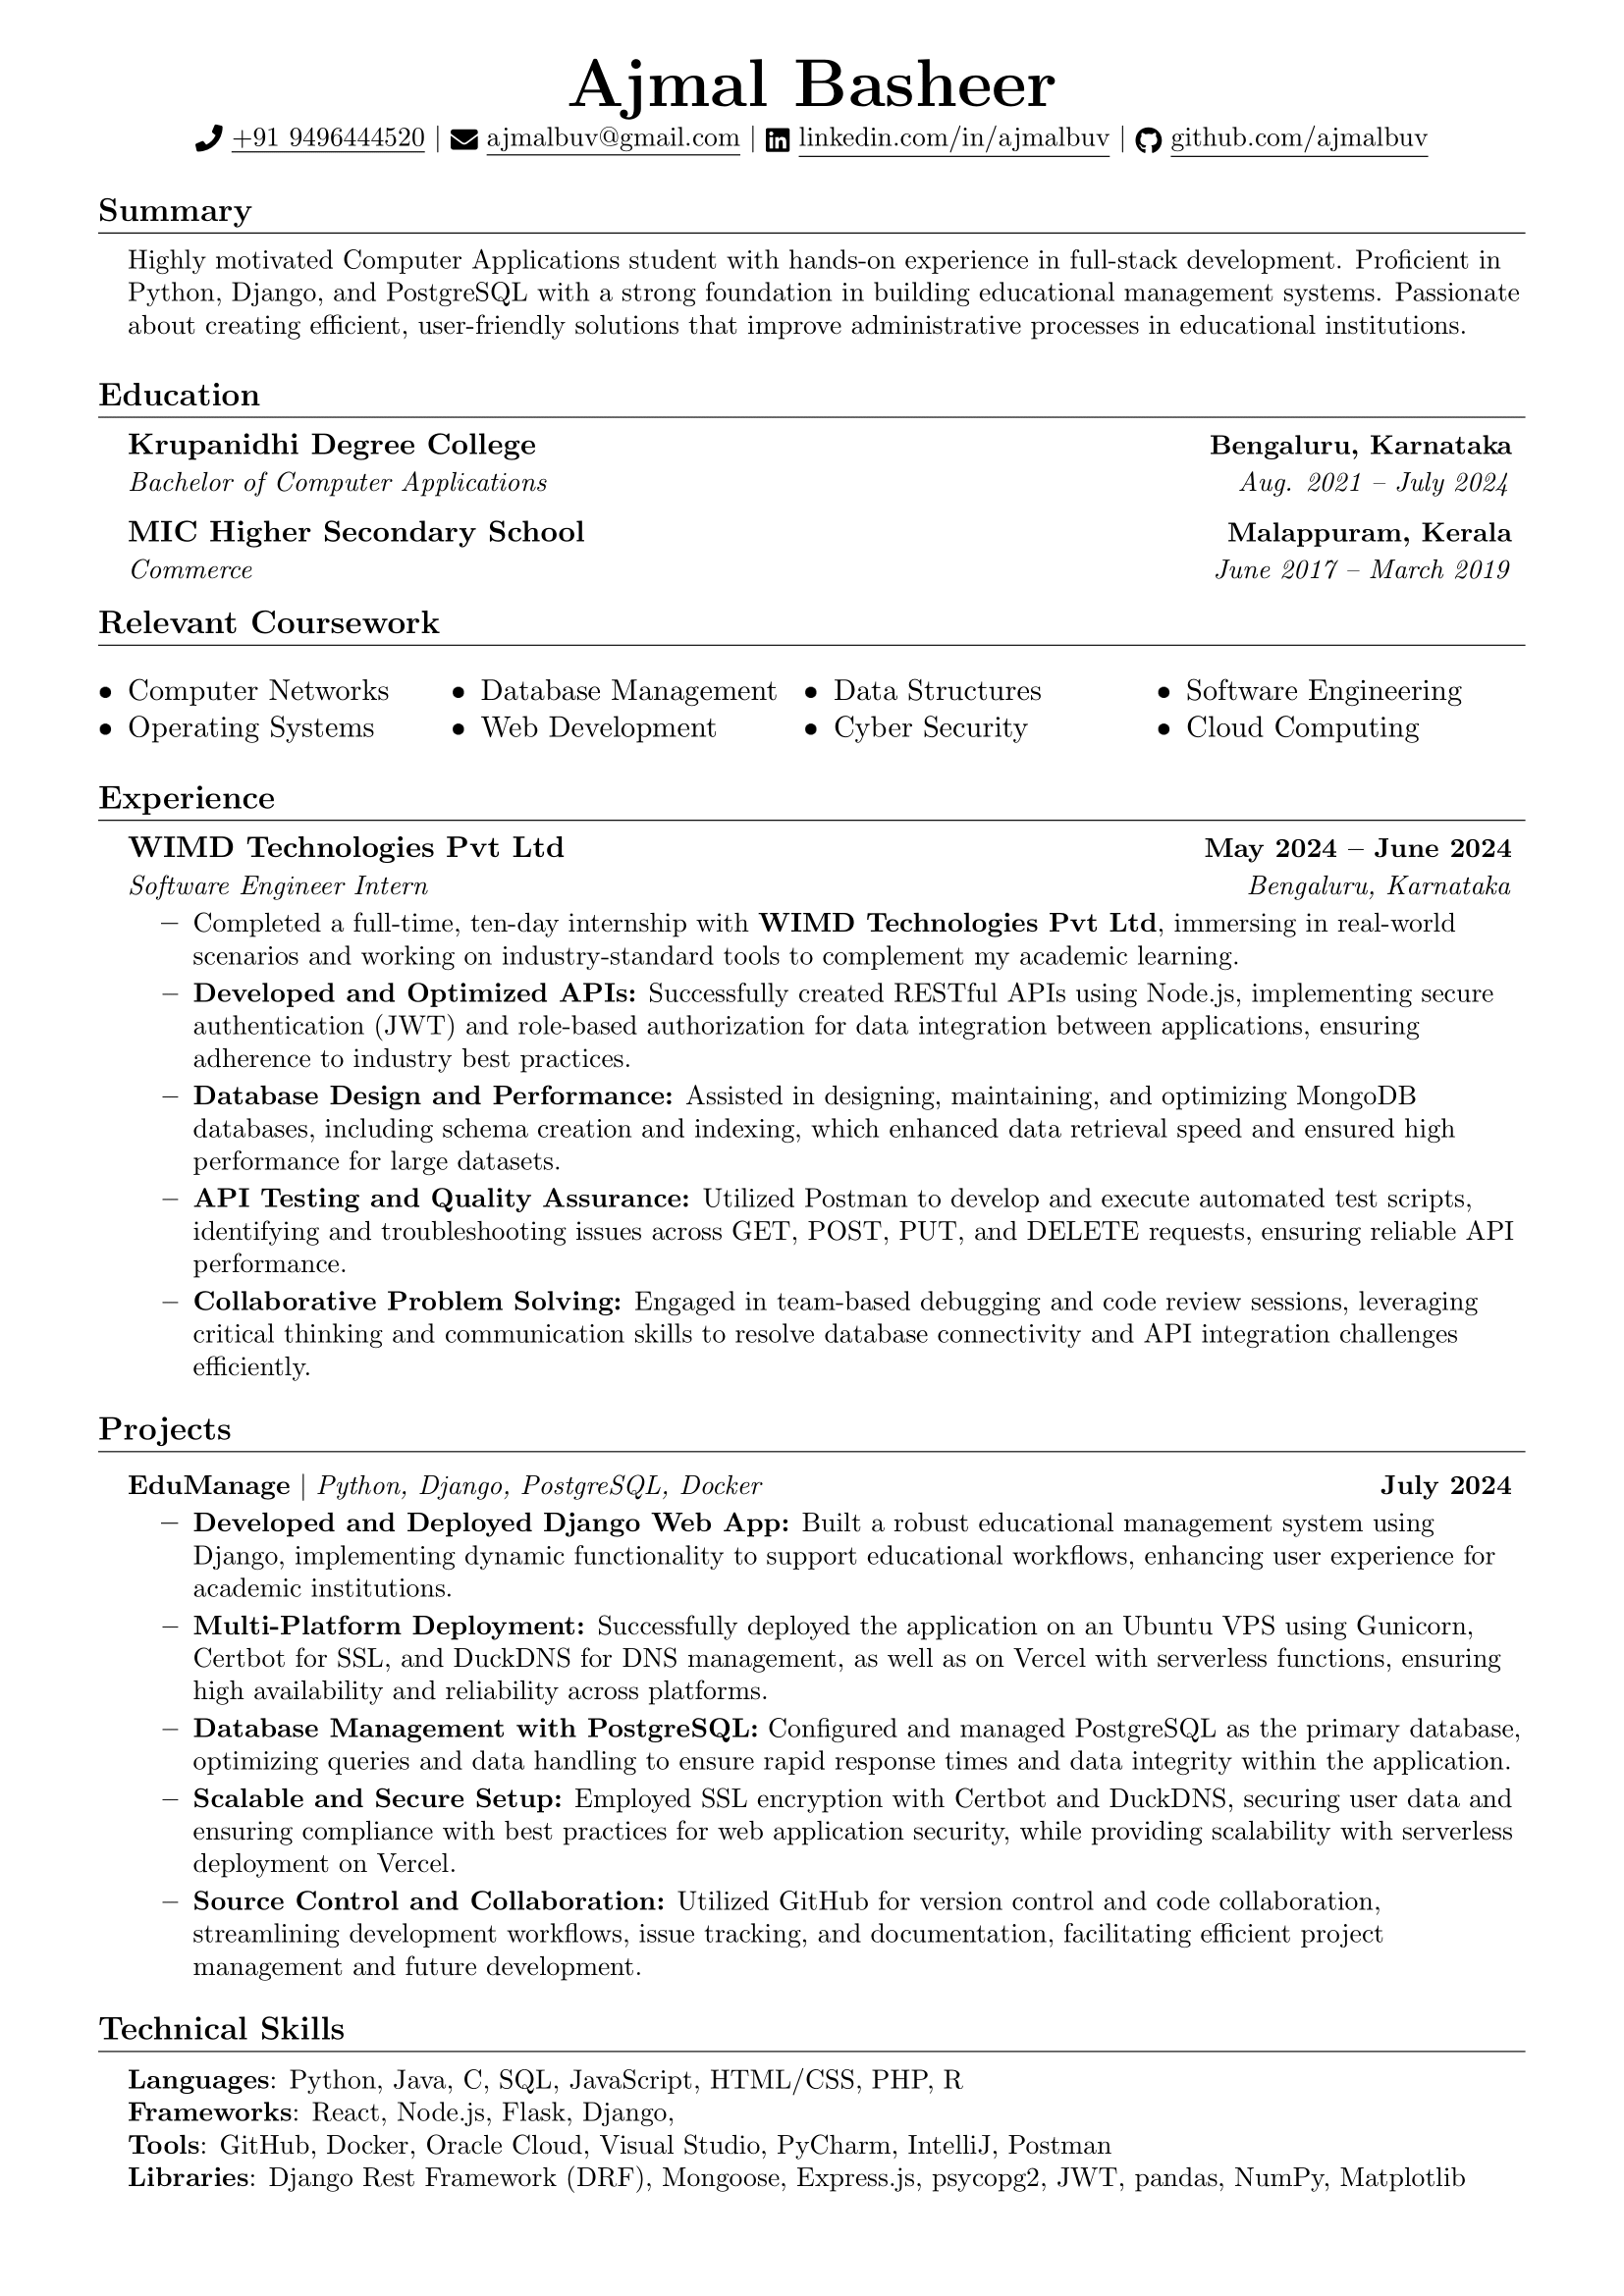 Ajmal Basheer
+91 9496444520 | ajmalbuv@gmail.com | linkedin.com/in/ajmalbuv | github.com/ajmalbuv
Summary
Highly motivated Computer Applications student with hands-on experience in full-stack development. Proficient in
Python, Django, and PostgreSQL with a strong foundation in building educational management systems. Passionate
about creating efficient, user-friendly solutions that improve administrative processes in educational institutions.
Education
Krupanidhi Degree College Bengaluru, Karnataka
Bachelor of Computer Applications Aug. 2021 – July 2024
MIC Higher Secondary School Malappuram, Kerala
Commerce June 2017 – March 2019
Relevant Coursework
• Computer Networks • Database Management • Data Structures • Software Engineering
• Operating Systems • Web Development • Cyber Security • Cloud Computing
Experience
WIMD Technologies Pvt Ltd May 2024 – June 2024
Software Engineer Intern Bengaluru, Karnataka
– Completed a full-time, ten-day internship with WIMD Technologies Pvt Ltd, immersing in real-world
scenarios and working on industry-standard tools to complement my academic learning.
– Developed and Optimized APIs: Successfully created RESTful APIs using Node.js, implementing secure
authentication (JWT) and role-based authorization for data integration between applications, ensuring
adherence to industry best practices.
– Database Design and Performance: Assisted in designing, maintaining, and optimizing MongoDB
databases, including schema creation and indexing, which enhanced data retrieval speed and ensured high
performance for large datasets.
– API Testing and Quality Assurance: Utilized Postman to develop and execute automated test scripts,
identifying and troubleshooting issues across GET, POST, PUT, and DELETE requests, ensuring reliable API
performance.
– Collaborative Problem Solving: Engaged in team-based debugging and code review sessions, leveraging
critical thinking and communication skills to resolve database connectivity and API integration challenges
efficiently.
Projects
EduManage | Python, Django, PostgreSQL, Docker July 2024
– Developed and Deployed Django Web App: Built a robust educational management system using
Django, implementing dynamic functionality to support educational workflows, enhancing user experience for
academic institutions.
– Multi-Platform Deployment: Successfully deployed the application on an Ubuntu VPS using Gunicorn,
Certbot for SSL, and DuckDNS for DNS management, as well as on Vercel with serverless functions, ensuring
high availability and reliability across platforms.
– Database Management with PostgreSQL: Configured and managed PostgreSQL as the primary database,
optimizing queries and data handling to ensure rapid response times and data integrity within the application.
– Scalable and Secure Setup: Employed SSL encryption with Certbot and DuckDNS, securing user data and
ensuring compliance with best practices for web application security, while providing scalability with serverless
deployment on Vercel.
– Source Control and Collaboration: Utilized GitHub for version control and code collaboration,
streamlining development workflows, issue tracking, and documentation, facilitating efficient project
management and future development.
Technical Skills
Languages: Python, Java, C, SQL, JavaScript, HTML/CSS, PHP, R
Frameworks: React, Node.js, Flask, Django,
Tools: GitHub, Docker, Oracle Cloud, Visual Studio, PyCharm, IntelliJ, Postman
Libraries: Django Rest Framework (DRF), Mongoose, Express.js, psycopg2, JWT, pandas, NumPy, Matplotlib